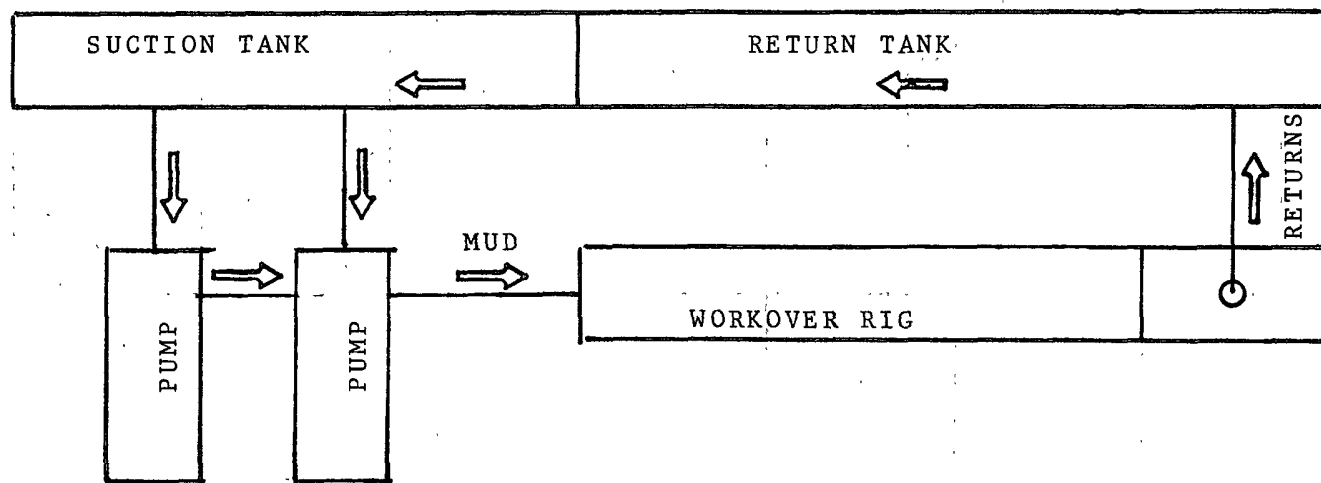 SUCTION TANK
RETURN TANK
RETURNS
MUD
WORKOVER RIG
PUMP
PUMP